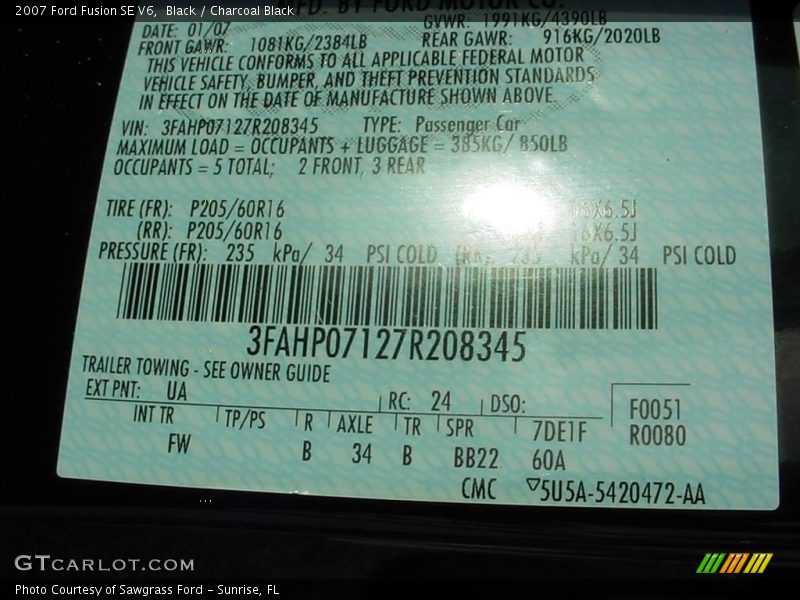 2007 Ford Fusion SE V6,  Black / Charcoal Black
MFD. BY FORD MOTOR CO.
DATE: 01/07 GVWR: 1991KG/4390LB
FRONT GAWR: 1081KG/2384LB REAR GAWR: 916KG/2020LB
THIS VEHICLE CONFORMS TO ALL APPLICABLE FEDERAL MOTOR
VEHICLE SAFETY, BUMPER, AND THEFT PREVENTION STANDARDS
IN EFFECT ON THE DATE OF MANUFACTURE SHOWN ABOVE.
VIN: 3FAHP07127R208345 TYPE: Passenger Car
MAXIMUM LOAD = OCCUPANTS + LUGGAGE = 385KG/ 850LB
OCCUPANTS = 5 TOTAL; 2 FRONT, 3 REAR
TIRE (FR): P205/60R16 16X6.5J
(RR): P205/60R16 16X6.5J
PRESSURE (FR): 235 kPa/ 34 PSI COLD (RR): 235 kPa/ 34 PSI COLD
3FAHP07127R208345
TRAILER TOWING - SEE OWNER GUIDE
EXT PNT: UA RC: 24 DSO: F0051
INT TR TP/PS R AXLE TR SPR 7DE1F R0080
FW B 34 B BB22 60A
CMC ▽5U5A-5420472-AA
GTCARLOT.COM
Photo Courtesy of Sawgrass Ford - Sunrise, FL